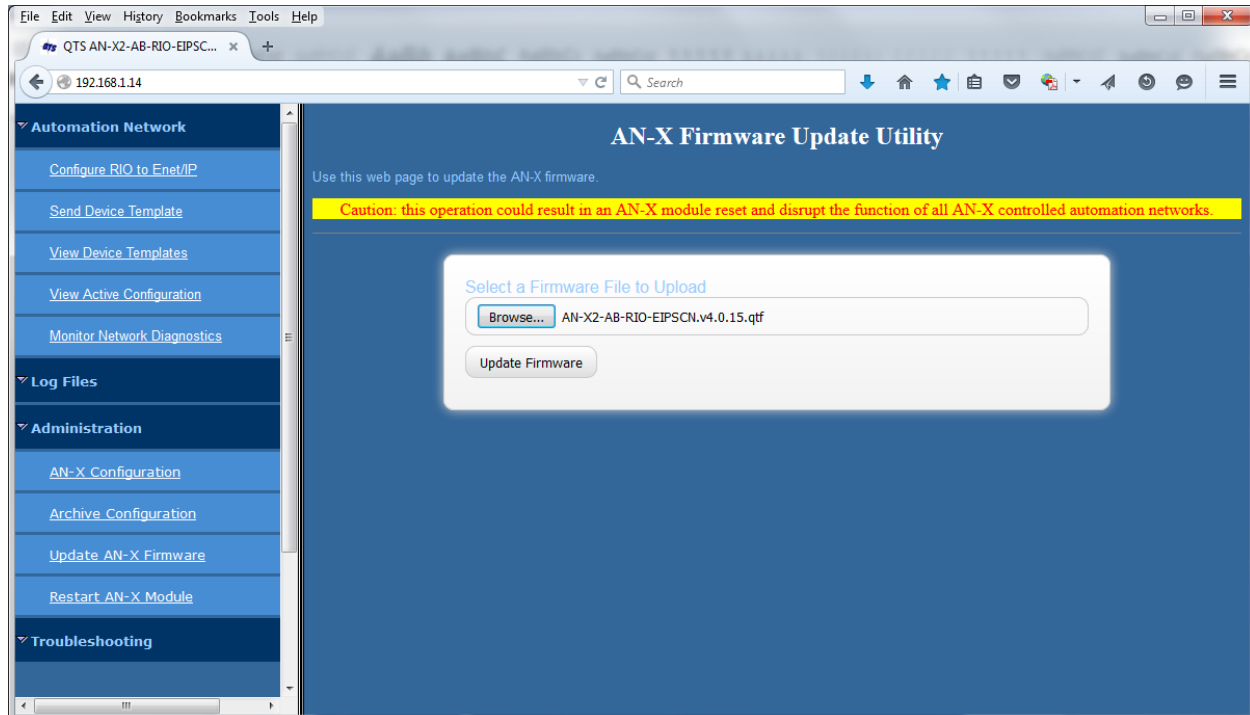 File Edit View History Bookmarks Tools Help
QTS AN-X2-AB-RIO-EIPSC...
192.168.1.14
Search
Automation Network
Configure RIO to Enet/IP
Send Device Template
View Device Templates
View Active Configuration
Monitor Network Diagnostics
Log Files
Administration
AN-X Configuration
Archive Configuration
Update AN-X Firmware
Restart AN-X Module
Troubleshooting
AN-X Firmware Update Utility
Use this web page to update the AN-X firmware.
Caution: this operation could result in an AN-X module reset and disrupt the function of all AN-X controlled automation networks.
Select a Firmware File to Upload
Browse... AN-X2-AB-RIO-EIPSCN.v4.0.15.qtf
Update Firmware